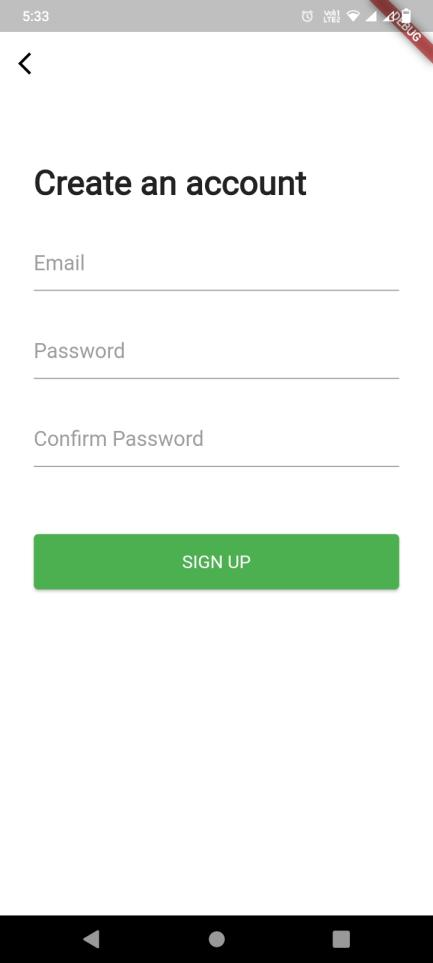 5:33
DEBUG
Create an account
Email
Password
Confirm Password
SIGN UP